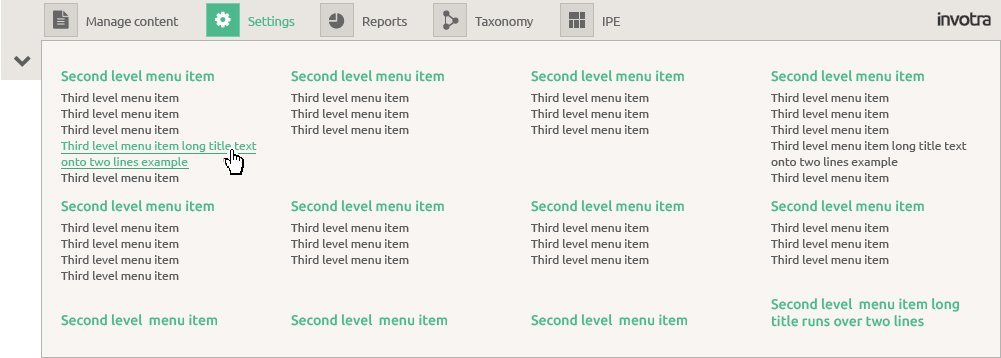 Manage content
Settings
Reports
Taxonomy
IPE
invotra
Second level menu item
Third level menu item
Third level menu item
Third level menu item
Third level menu item long title text
onto two lines example
Third level menu item
Second level menu item
Third level menu item
Third level menu item
Third level menu item
Second level menu item
Third level menu item
Third level menu item
Third level menu item
Second level menu item
Third level menu item
Third level menu item
Third level menu item
Third level menu item long title text
onto two lines example
Third level menu item
Second level menu item
Third level menu item
Third level menu item
Third level menu item
Third level menu item
Second level menu item
Third level menu item
Third level menu item
Third level menu item
Second level menu item
Third level menu item
Third level menu item
Third level menu item
Second level menu item
Third level menu item
Third level menu item
Third level menu item
Second level menu item
Second level menu item
Second level menu item
Second level menu item long
title runs over two lines